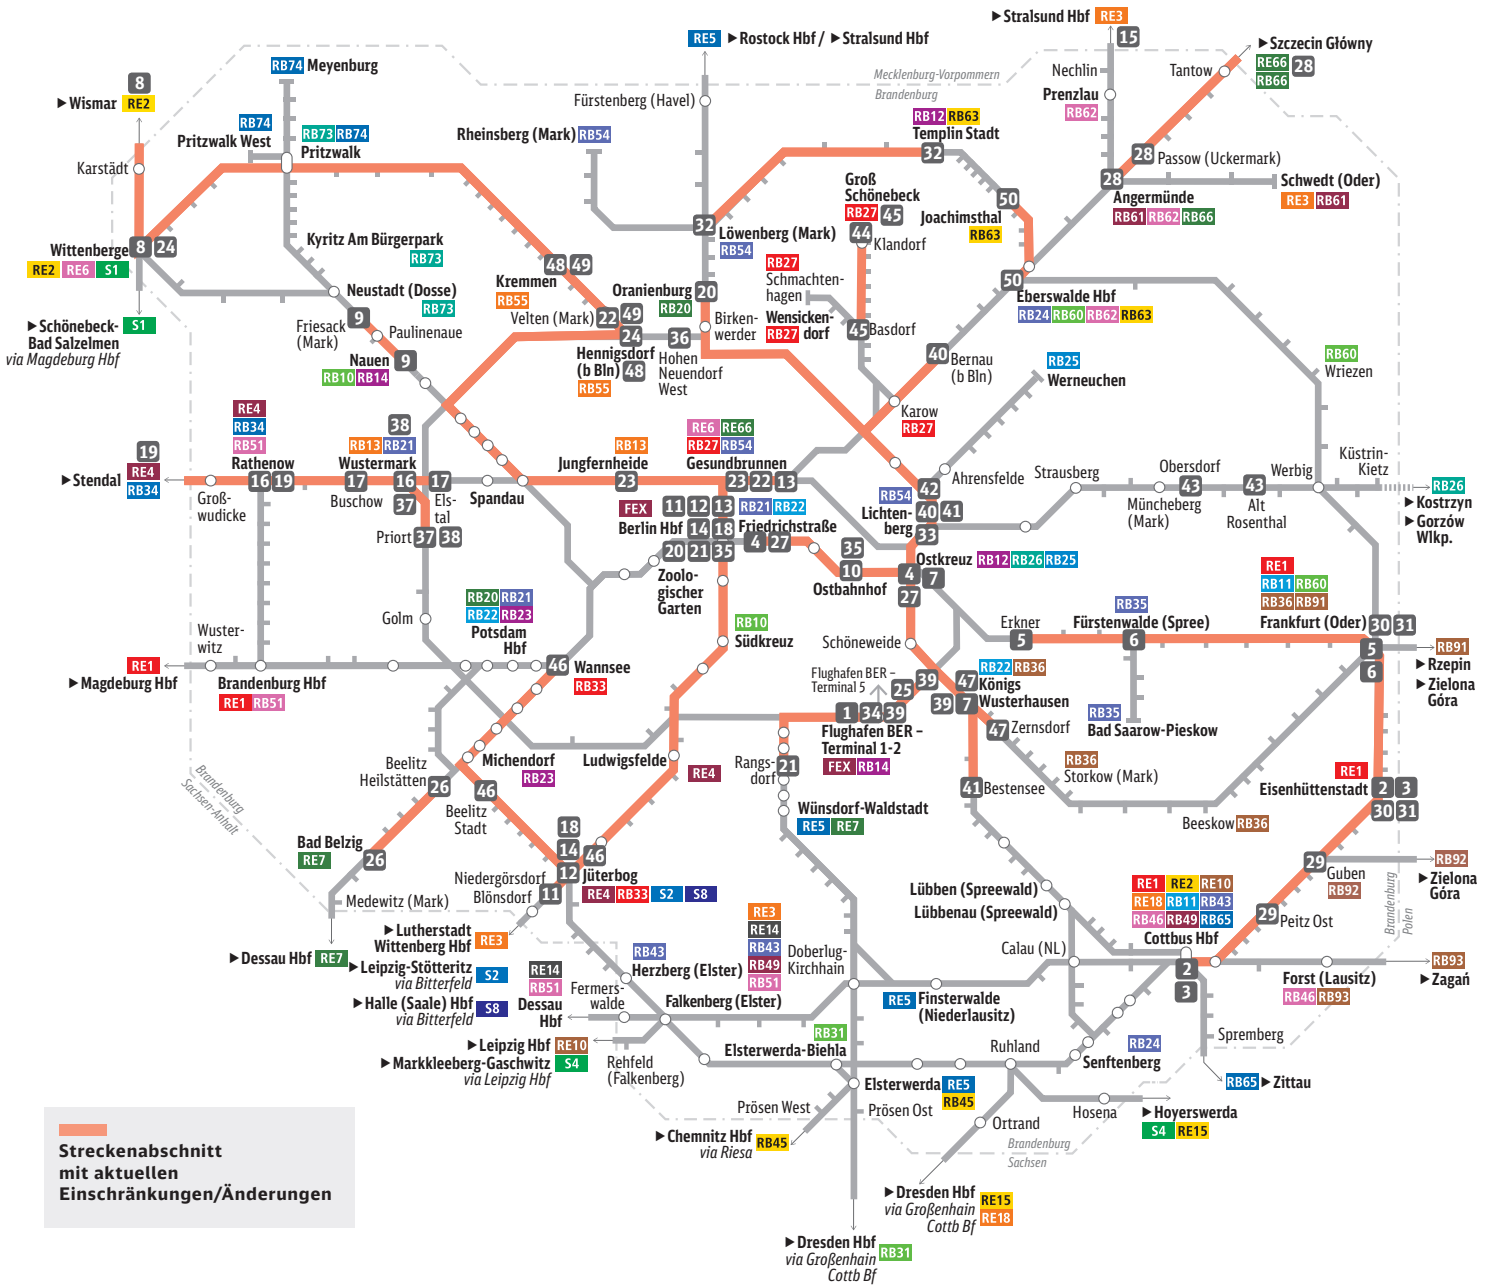 ▶ Stralsund Hbf RE3
15
RE5 ▶ Rostock Hbf / ▶ Stralsund Hbf
▶ Szczecin Główny
RE66 28
RB66
Tantow
Nechlin
Prenzlau
RB62
Mecklenburg-Vorpommern
Brandenburg
RB74 Meyenburg
8
▶ Wismar RE2
RB74
Pritzwalk West
RB73 RB74
Pritzwalk
Karstädt
Fürstenberg (Havel)
Rheinsberg (Mark) RB54
RB12 RB63
Templin Stadt
32
28 Passow (Uckermark)
28
Angermünde
RB61 RB62 RB66
Schwedt (Oder)
RE3 RB61
Groß
Schönebeck
RB27 45
44
Klandorf
50
Joachimsthal
RB63
Wittenberge 8 24
RE2 RE6 S1
Kyritz Am Bürgerpark
RB73
32
Löwenberg (Mark)
RB54
48 49
Kremmen
RB55
Oranienburg 20
RB20
RB27
Schmachten-
hagen
Wensicken-
dorf
RB27
50
Eberswalde Hbf
RB24 RB60 RB62 RB63
Neustadt (Dosse)
RB73
▶ Schönebeck- S1
Bad Salzelmen
via Magdeburg Hbf
Friesack
(Mark)
9
Paulinenaue
Velten (Mark) 22 49
24
Hennigsdorf
(b Bln) 48
RB55
36
Hohen
Neuendorf
West
Birken-
werder
45 Basdorf
40 Bernau
(b Bln)
RB25
Werneuchen
RB60
Wriezen
Nauen 9
RB10 RB14
Karow
RB27
RE4
RB34
RB51
Rathenow
16 19
38
RB13 RB21
Wustermark
17
Buschow
16
37
17
Els-
tal
RB13
Jungfernheide
23
RE6 RE66
RB27 RB54
Gesundbrunnen
23 22 13
19
▶ Stendal RE4
RB34
Groß-
wudicke
Spandau
Ahrensfelde
Strausberg
Obersdorf
43
Müncheberg
(Mark)
43
Alt
Rosenthal
Werbig
Küstrin-
Kietz
RB26
▶ Kostrzyn
▶ Gorzów
Wlkp.
FEX 11 12 13
Berlin Hbf 14 18
20 21 35
RB21 RB22
Friedrichstraße
4 27
RB54 42
Lichten-
berg
40 41
33
Priort 37 38
Zoolo-
gischer
Garten
35
10
Ostbahnhof
Ostkreuz RB12 RB26 RB25
4 7
27
Golm
RB20 RB21
RB22 RB23
Potsdam
Hbf
RB10
Südkreuz
Schöneweide
Erkner
5
RB35
Fürstenwalde (Spree)
6
RE1
RB11 RB60
RB36 RB91
Frankfurt (Oder) 30 31
5
6
RB91
▶ Rzepin
▶ Zielona
Góra
Wuster-
witz
RE1
▶ Magdeburg Hbf
Brandenburg Hbf
RE1 RB51
46 Wannsee
RB33
Flughafen BER –
Terminal 5
25 39
RB22 RB36
47 Königs
39 7 Wusterhausen
1 34 39
Flughafen BER –
Terminal 1-2
FEX RB14
47 Zernsdorf
RB35
Bad Saarow-Pieskow
RB36
Storkow (Mark)
Michendorf
RB23
Ludwigsfelde
RE4
Rangs-
dorf
21
Beelitz
Heilstätten
26
46
Beelitz
Stadt
41 Bestensee
RE1
Eisenhüttenstadt
2 3
30 31
Beeskow RB36
Wünsdorf-Waldstadt
RE5 RE7
Brandenburg
Sachsen-Anhalt
Bad Belzig
RE7
26
18
14 46
12
Jüterbog
RE4 RB33 S2 S8
Niedergörsdorf
Blönsdorf
11
29
Guben
RB92
RB92
▶ Zielona
Góra
Medewitz (Mark)
▶ Dessau Hbf RE7
▶ Lutherstadt
Wittenberg Hbf RE3
▶ Leipzig-Stötteritz S2
via Bitterfeld
▶ Halle (Saale) Hbf S8
via Bitterfeld
Lübben (Spreewald)
Lübbenau (Spreewald)
RE1 RE2 RE10
RE18 RB11 RB43
RB46 RB49 RB65
Cottbus Hbf
2
3
29 Peitz Ost
Brandenburg
Polen
RE3
RE14
RB43
RB49
RB51
Doberlug-
Kirchhain
Calau (NL)
RB43
Herzberg (Elster)
RE14
RB51
Dessau
Hbf
Fermers-
walde
Falkenberg (Elster)
RE5 Finsterwalde
(Niederlausitz)
Forst (Lausitz)
RB46 RB93
RB93
▶ Zagań
▶ Leipzig Hbf RE10
▶ Markkleeberg-Gaschwitz S4
via Leipzig Hbf
Rehfeld
(Falkenberg)
RB31
Elsterwerda-Biehla
Ruhland
RB24
Senftenberg
Spremberg
RB65 ▶ Zittau
Elsterwerda RE5
RB45
Prösen West
Prösen Ost
Hosena
▶ Hoyerswerda
S4 RE15
▶ Chemnitz Hbf RB45
via Riesa
Ortrand
Brandenburg
Sachsen
▶ Dresden Hbf RE15
via Großenhain RE18
Cottb Bf
▶ Dresden Hbf RB31
via Großenhain
Cottb Bf
Streckenabschnitt
mit aktuellen
Einschränkungen/Änderungen